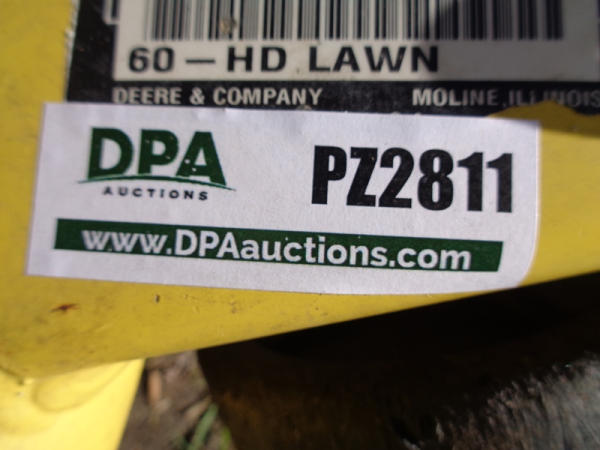 60-HD LAWN
DEERE & COMPANY MOLINE, ILLINOIS
DPA
AUCTIONS
PZ2811
www.DPAauctions.com